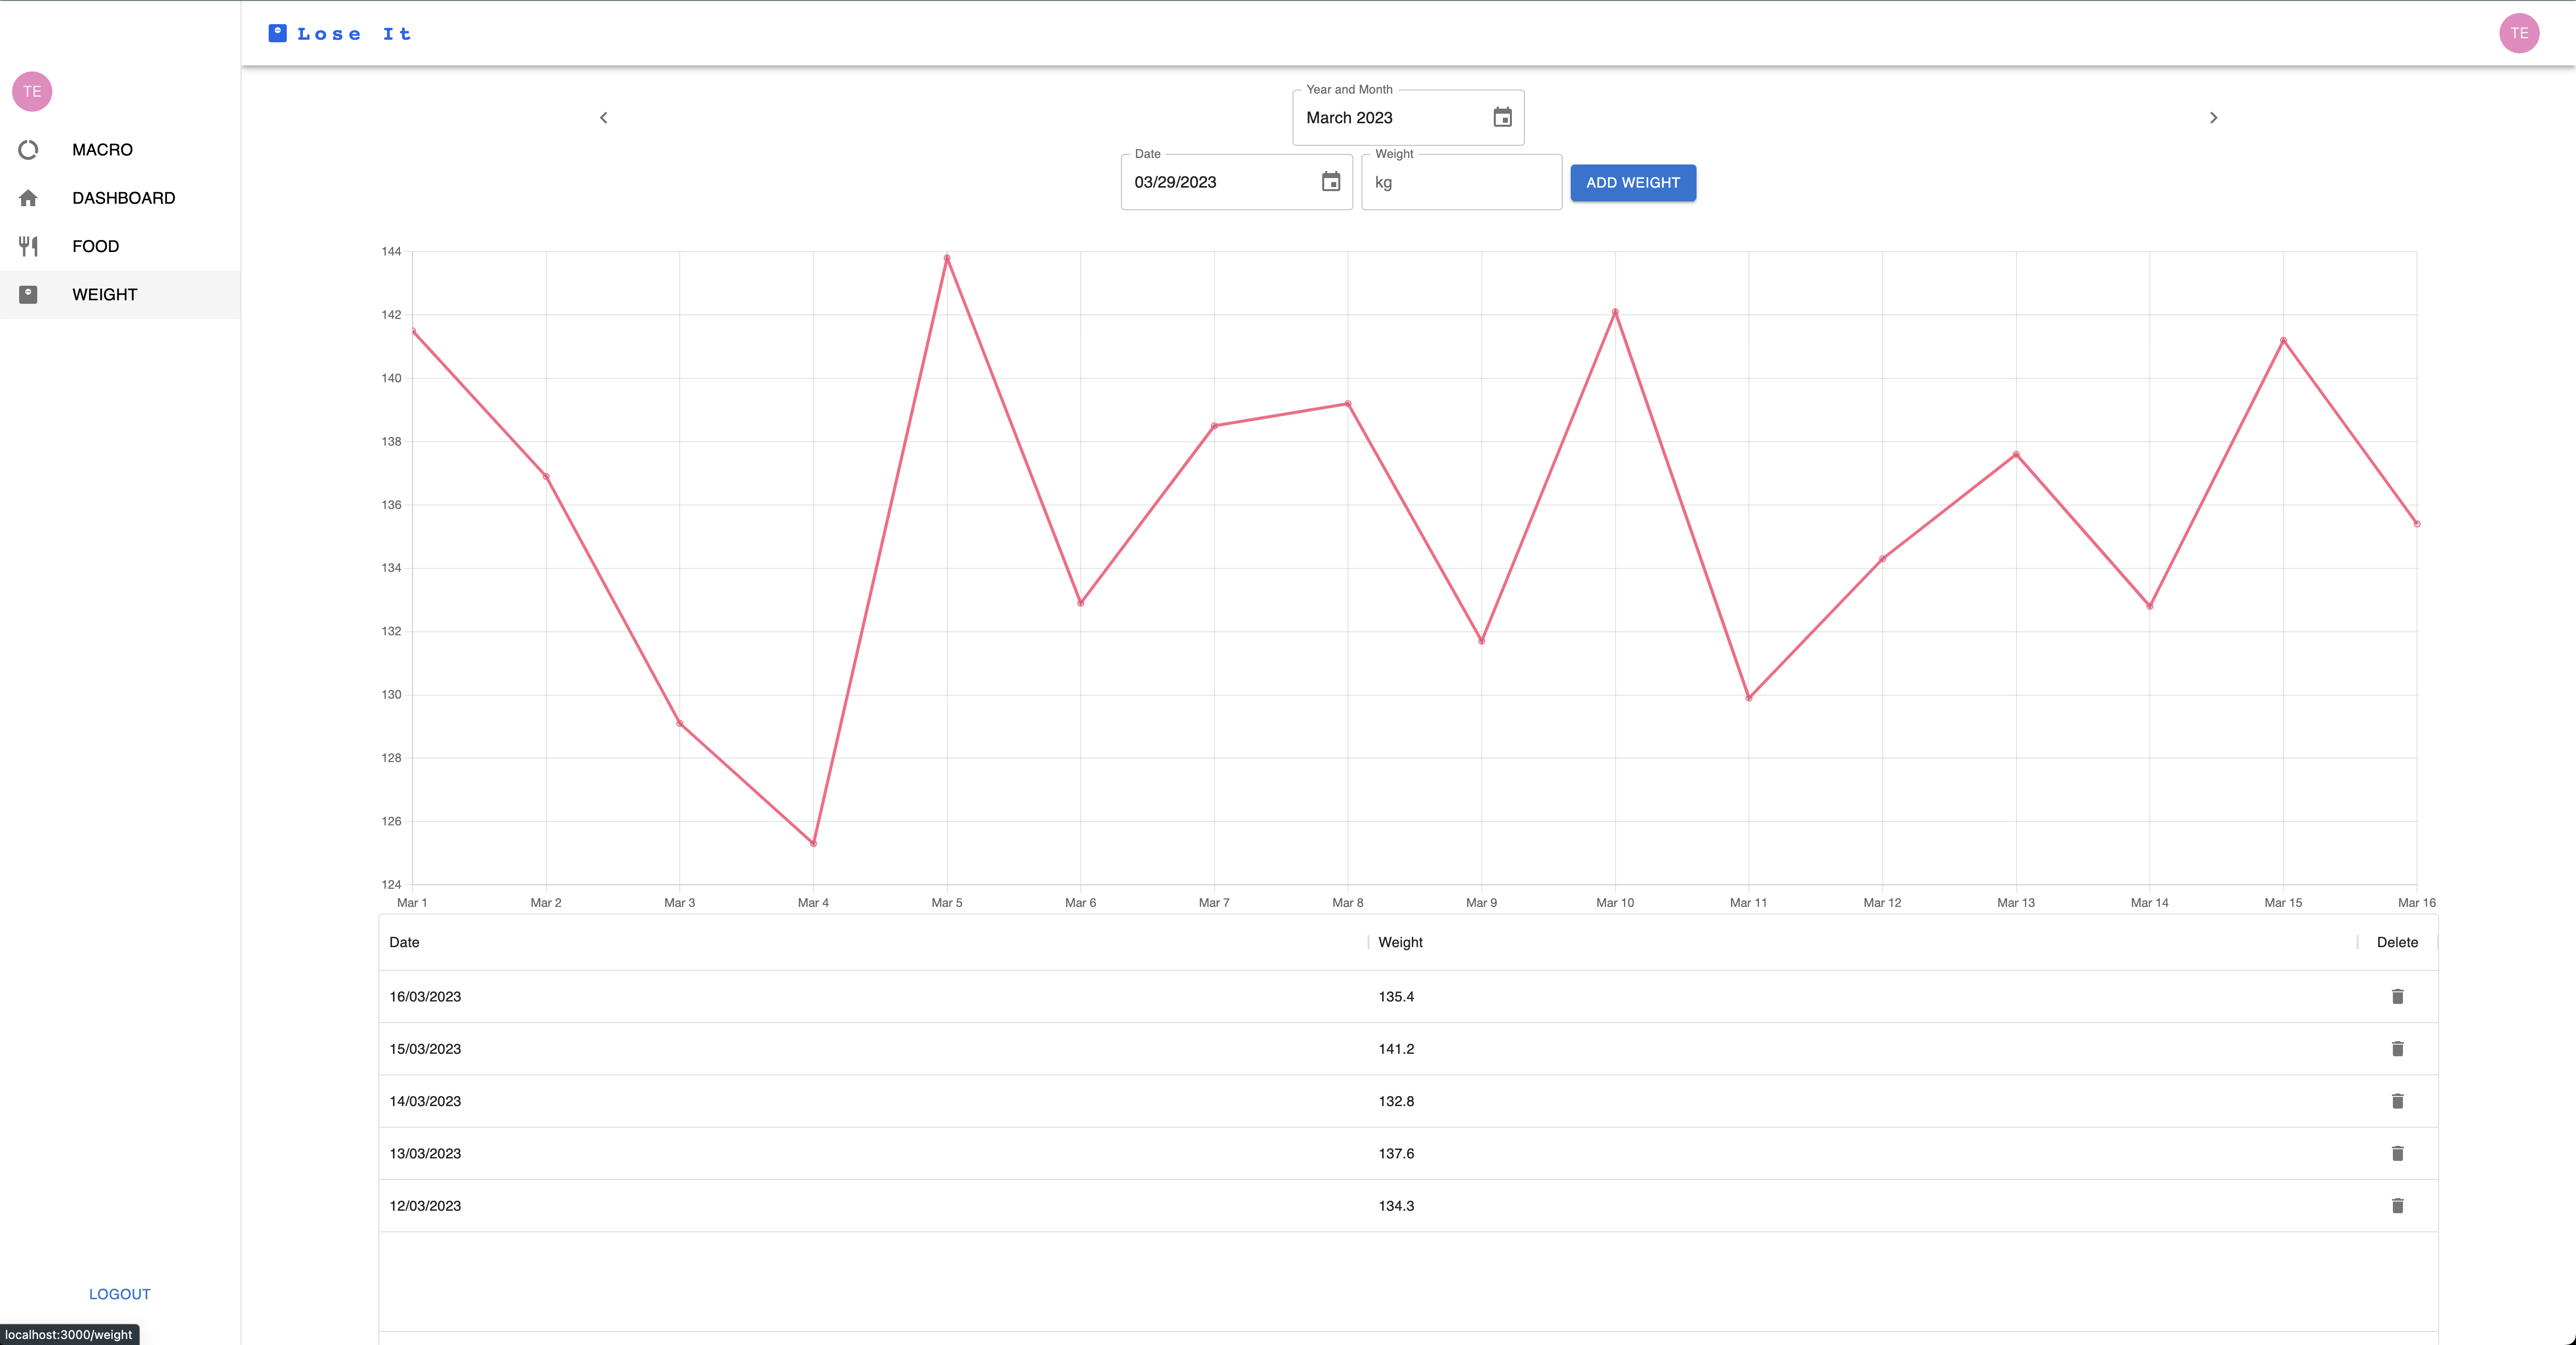 Lose It
TE
TE
MACRO
DASHBOARD
FOOD
WEIGHT
LOGOUT
localhost:3000/weight
Year and Month
March 2023
Date
03/29/2023
Weight
kg
ADD WEIGHT
144
142
140
138
136
134
132
130
128
126
124
Mar 1 Mar 2 Mar 3 Mar 4 Mar 5 Mar 6 Mar 7 Mar 8 Mar 9 Mar 10 Mar 11 Mar 12 Mar 13 Mar 14 Mar 15 Mar 16
Date Weight Delete
16/03/2023 135.4
15/03/2023 141.2
14/03/2023 132.8
13/03/2023 137.6
12/03/2023 134.3